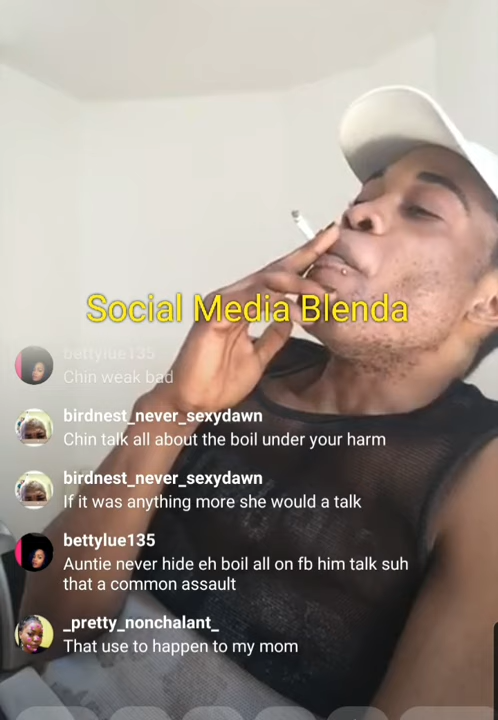 Social Media Blenda
bettylue135
Chin weak bad
birdnest_never_sexydawn
Chin talk all about the boil under your harm
birdnest_never_sexydawn
If it was anything more she would a talk
bettylue135
Auntie never hide eh boil all on fb him talk suh
that a common assault
_pretty_nonchalant_
That use to happen to my mom